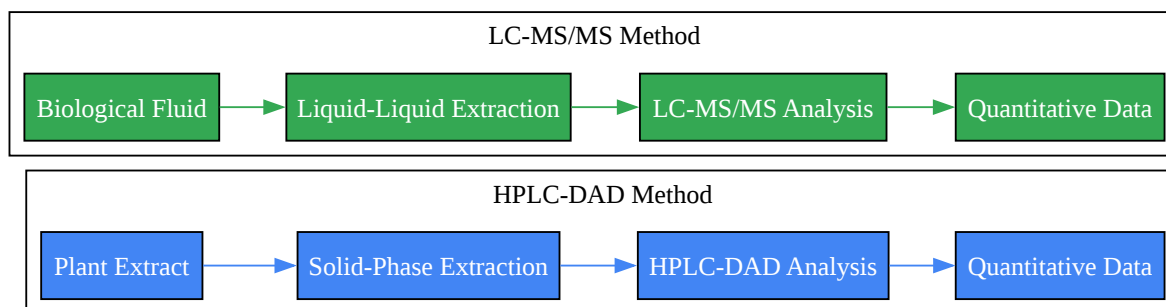 LC-MS/MS Method
Biological Fluid
Liquid-Liquid Extraction
LC-MS/MS Analysis
Quantitative Data
HPLC-DAD Method
Plant Extract
Solid-Phase Extraction
HPLC-DAD Analysis
Quantitative Data